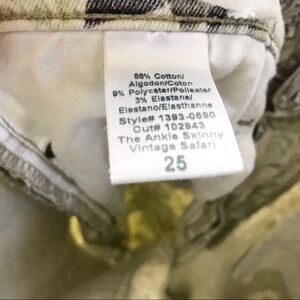 88% Cotton/
Algodon/Coton
9% Polyester/Poliester
3% Elastane/
Elastano/Elasthanne
Style# 1393-0690
Cut# 102943
The Ankle Skinny
Vintage Safari
25